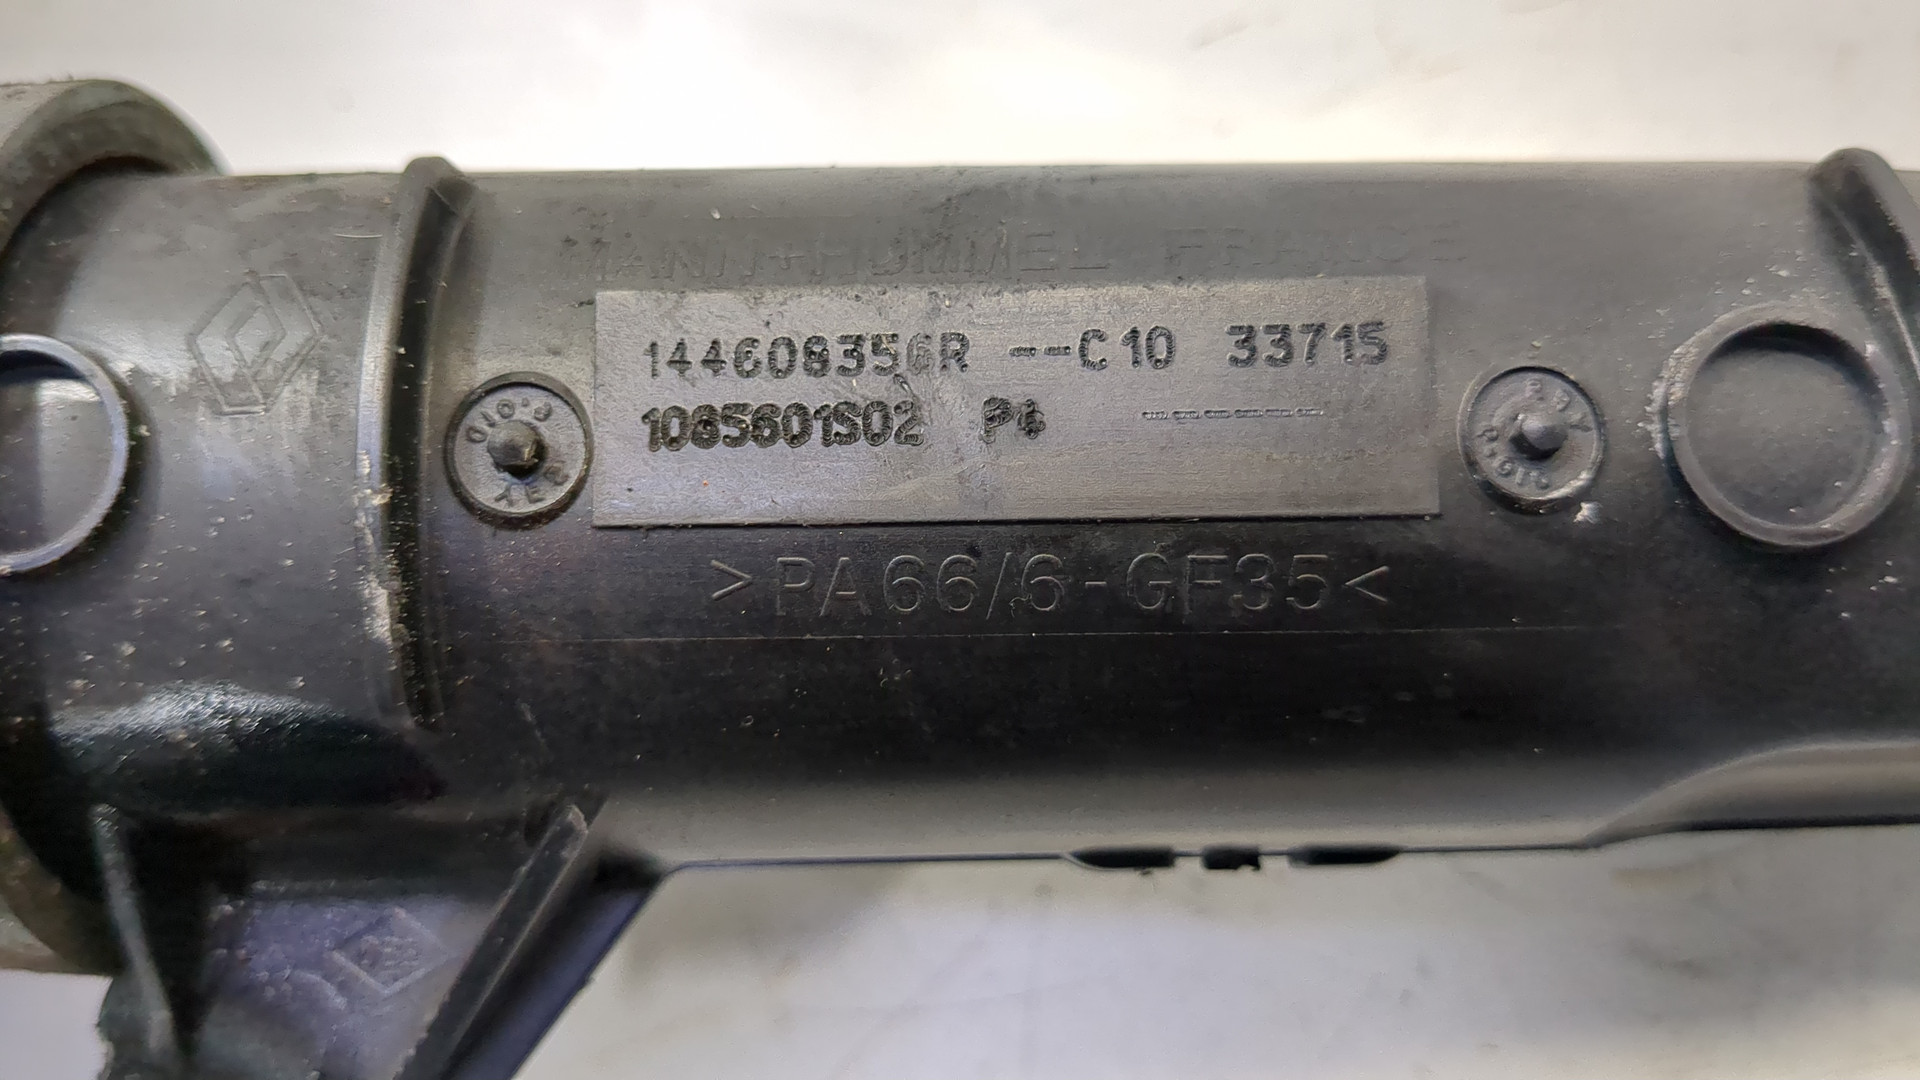 MANN+HUMMEL FRANCE
144608356R --C10 33715
1085601S02 P4 ------
>PA66/6-GF35<